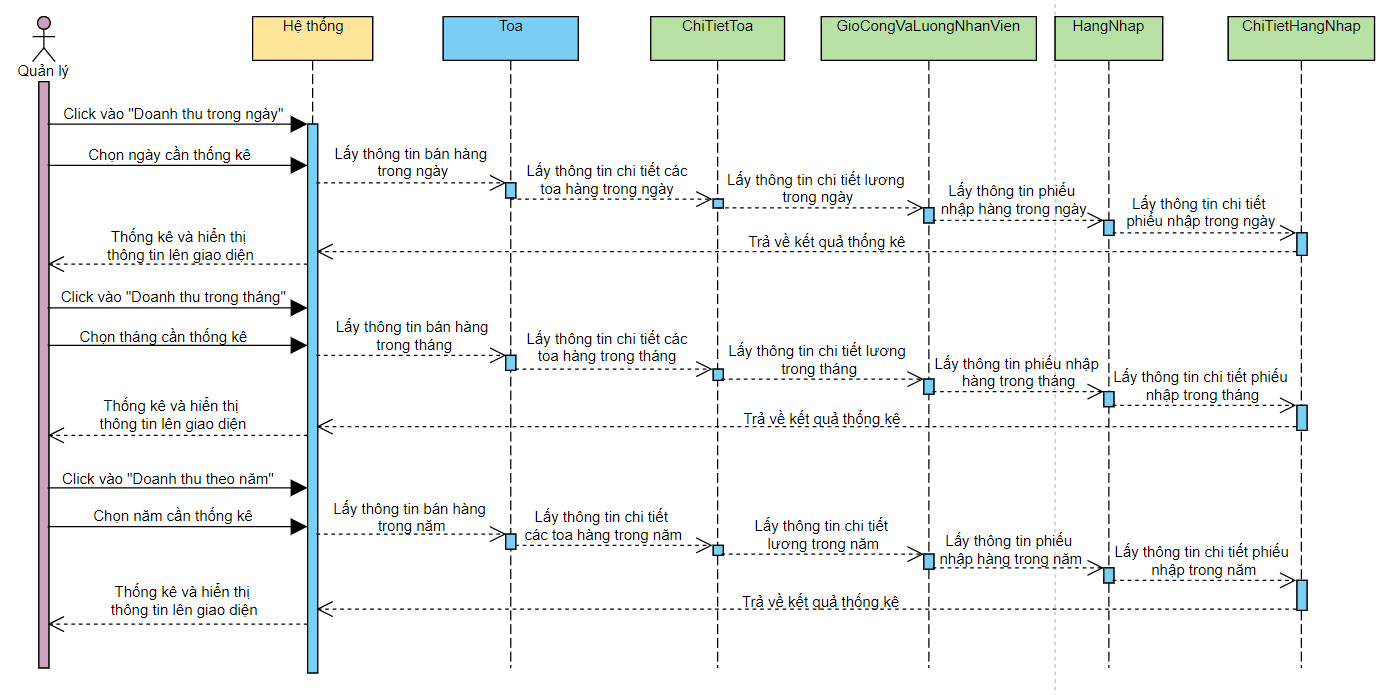 Quản lý
Hệ thống
Toa
ChiTietToa
GioCongVaLuongNhanVien
HangNhap
ChiTietHangNhap
Click vào "Doanh thu trong ngày"
Chọn ngày cần thống kê
Lấy thông tin bán hàng
trong ngày
Lấy thông tin chi tiết các
toa hàng trong ngày
Lấy thông tin chi tiết lương
trong ngày
Lấy thông tin phiếu
nhập hàng trong ngày
Lấy thông tin chi tiết
phiếu nhập trong ngày
Trả về kết quả thống kê
Thống kê và hiển thị
thông tin lên giao diện
Click vào "Doanh thu trong tháng"
Chọn tháng cần thống kê
Lấy thông tin bán hàng
trong tháng
Lấy thông tin chi tiết các
toa hàng trong tháng
Lấy thông tin chi tiết lương
trong tháng
Lấy thông tin phiếu nhập
hàng trong tháng
Lấy thông tin chi tiết phiếu
nhập trong tháng
Trả về kết quả thống kê
Thống kê và hiển thị
thông tin lên giao diện
Click vào "Doanh thu theo năm"
Chọn năm cần thống kê
Lấy thông tin bán hàng
trong năm
Lấy thông tin chi tiết
các toa hàng trong năm
Lấy thông tin chi tiết
lương trong năm
Lấy thông tin phiếu
nhập hàng trong năm
Lấy thông tin chi tiết phiếu
nhập trong năm
Trả về kết quả thống kê
Thống kê và hiển thị
thông tin lên giao diện